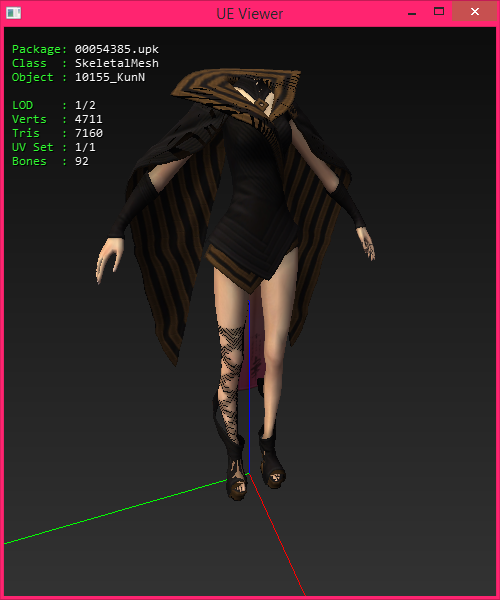 UE Viewer
Package: 00054385.upk
Class  : SkeletalMesh
Object : 10155_KunN
LOD    : 1/2
Verts  : 4711
Tris   : 7160
UV Set : 1/1
Bones  : 92